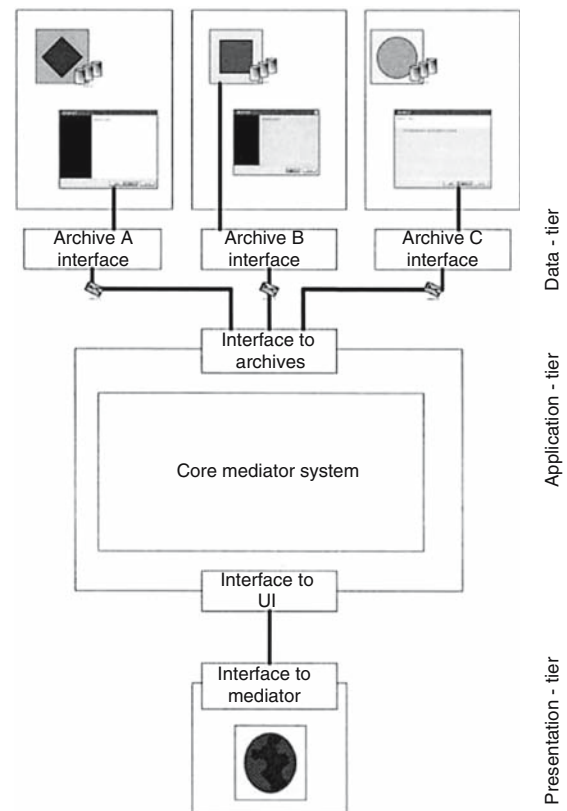 Archive A
interface
Archive B
interface
Archive C
interface
Data - tier
Interface to
archives
Application - tier
Core mediator system
Interface to
UI
Interface to
mediator
Presentation - tier